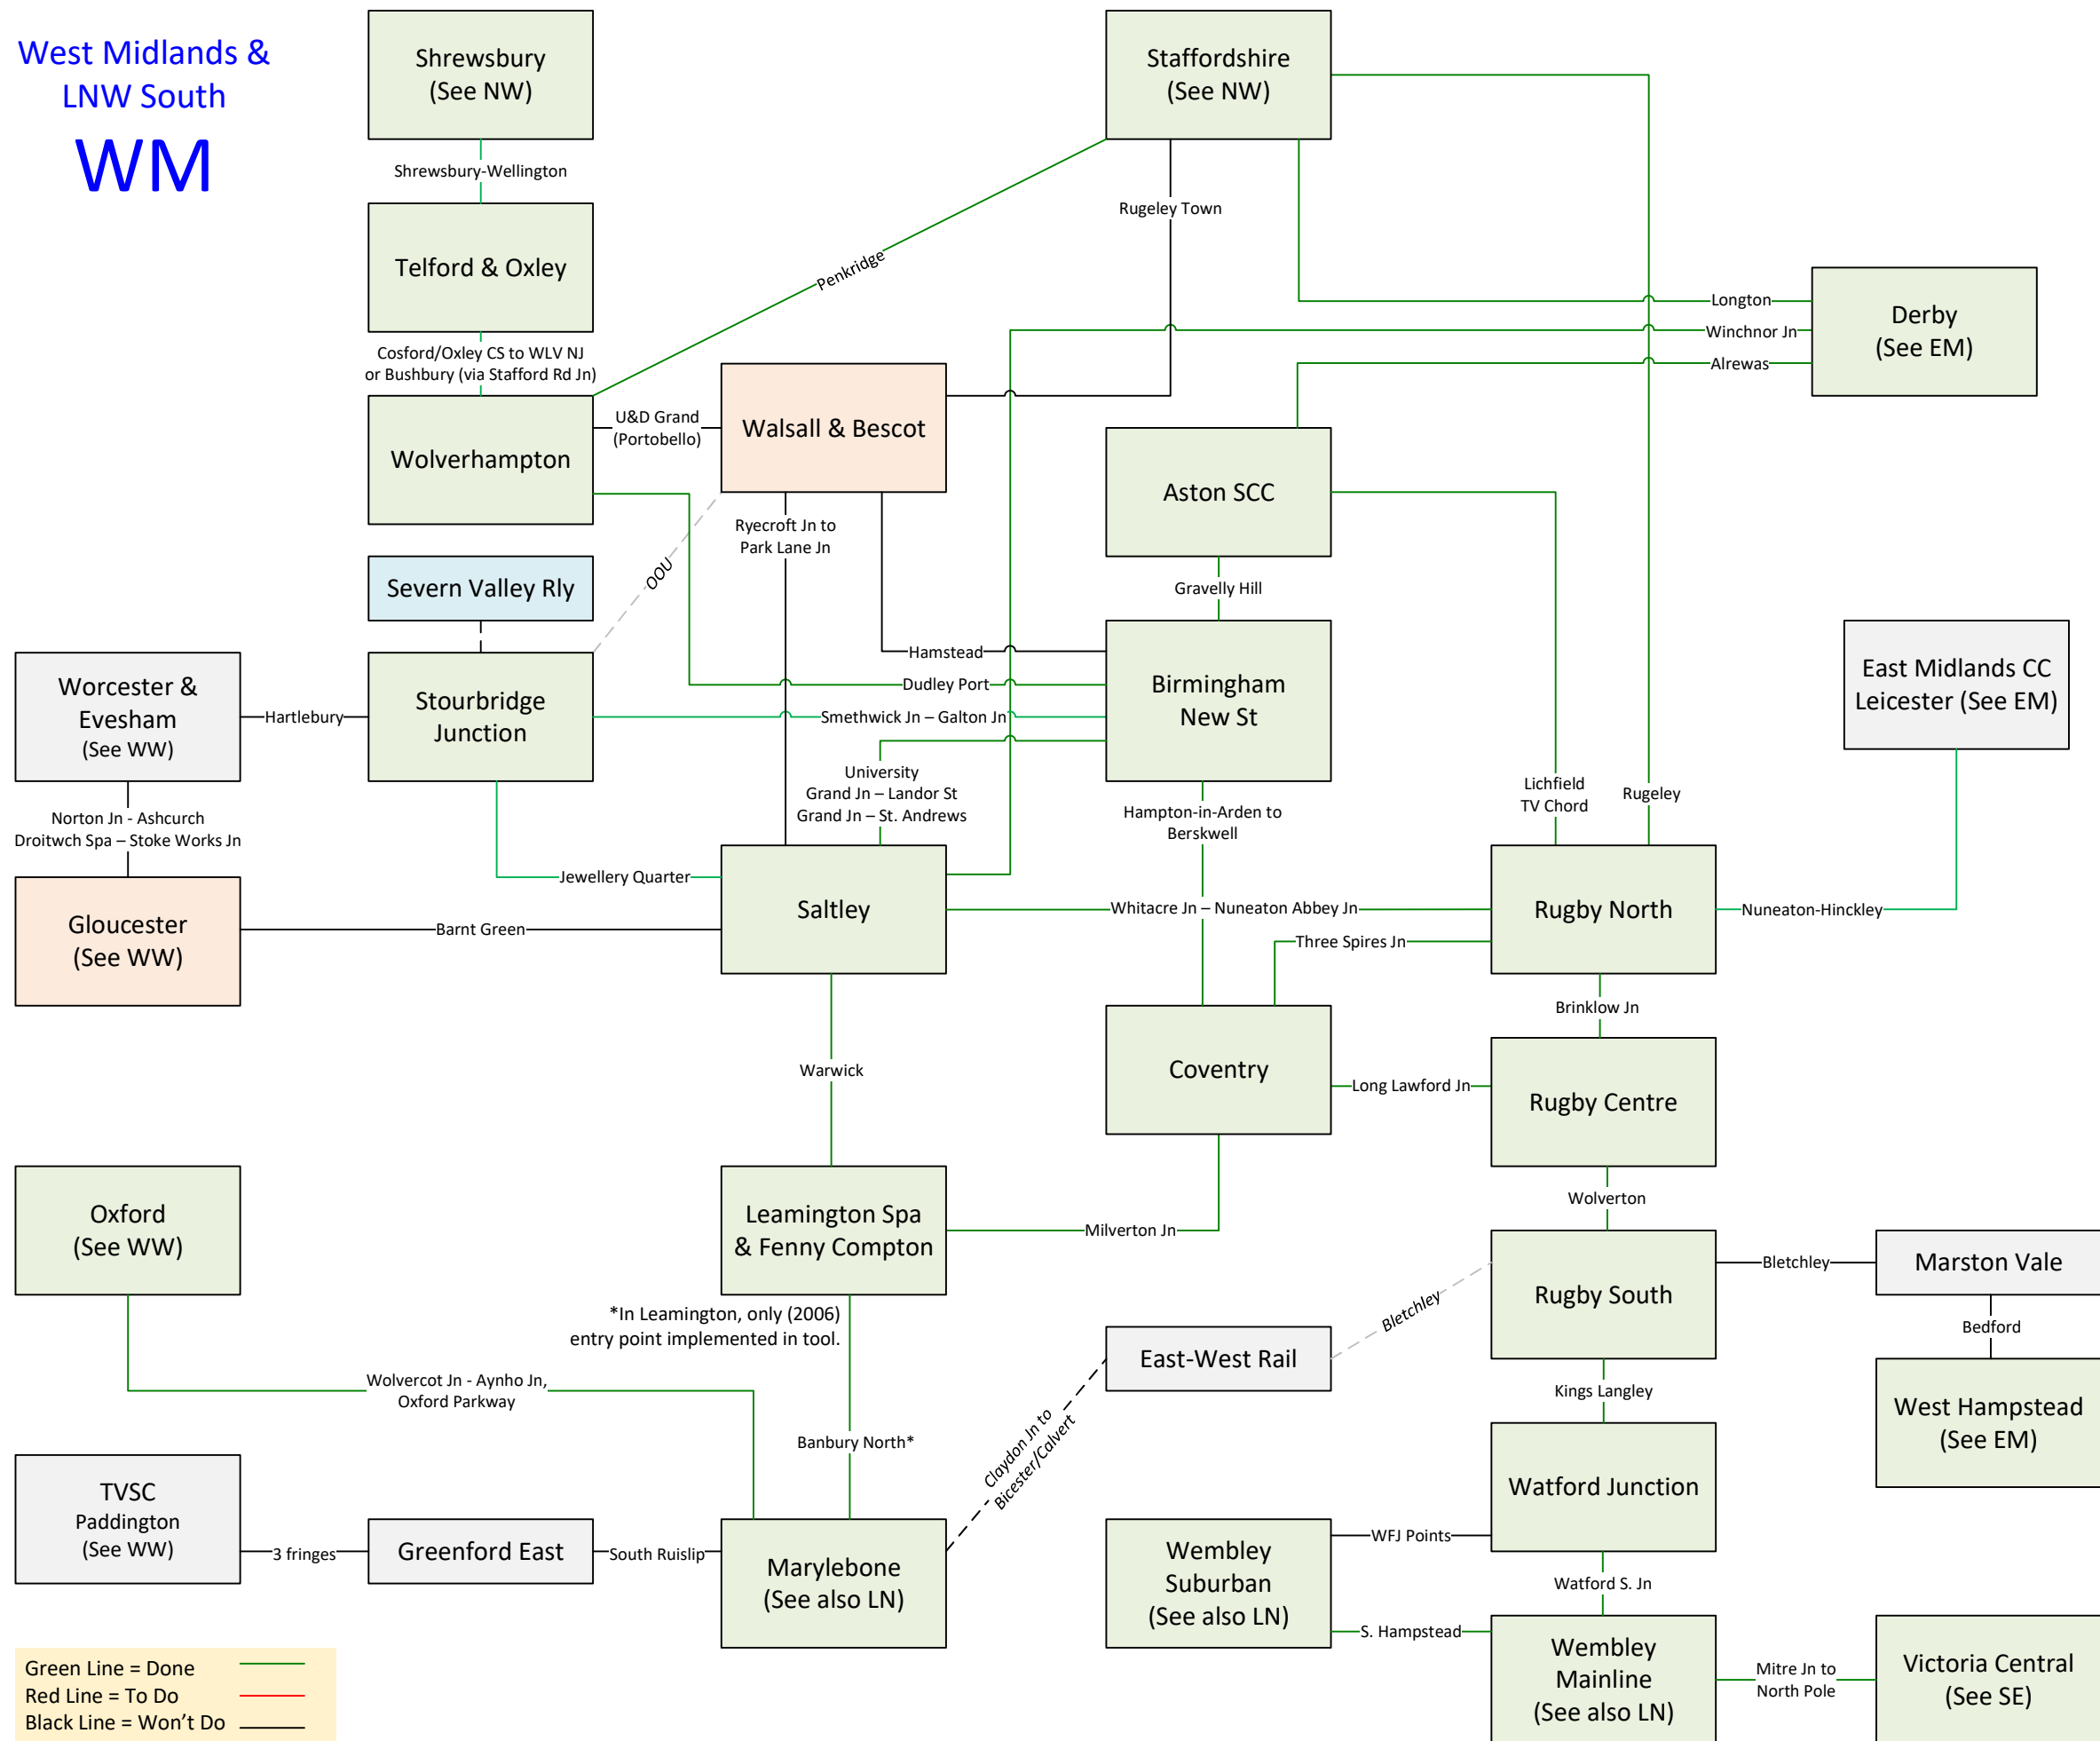 West Midlands &
LNW South
WM
Shrewsbury
(See NW)
Staffordshire
(See NW)
Shrewsbury-Wellington
Rugeley Town
Telford & Oxley
Penkridge
Longton
Winchnor Jn
Alrewas
Derby
(See EM)
Cosford/Oxley CS to WLV NJ
or Bushbury (via Stafford Rd Jn)
Wolverhampton
U&D Grand
(Portobello)
Walsall & Bescot
Aston SCC
Ryecroft Jn to
Park Lane Jn
OOU
Severn Valley Rly
Gravelly Hill
Worcester &
Evesham
(See WW)
Hartlebury
Stourbridge
Junction
Hamstead
Dudley Port
Smethwick Jn – Galton Jn
Birmingham
New St
East Midlands CC
Leicester (See EM)
University
Grand Jn – Landor St
Grand Jn – St. Andrews
Lichfield
TV Chord
Rugeley
Norton Jn - Ashcurch
Droitwch Spa – Stoke Works Jn
Hampton-in-Arden to
Berskwell
Jewellery Quarter
Gloucester
(See WW)
Barnt Green
Saltley
Whitacre Jn – Nuneaton Abbey Jn
Three Spires Jn
Rugby North
Nuneaton-Hinckley
Brinklow Jn
Warwick
Coventry
Long Lawford Jn
Rugby Centre
Oxford
(See WW)
Leamington Spa
& Fenny Compton
Milverton Jn
Wolverton
Rugby South
Bletchley
Marston Vale
Bedford
*In Leamington, only (2006)
entry point implemented in tool.
East-West Rail
Bletchley
Kings Langley
West Hampstead
(See EM)
Wolvercot Jn - Aynho Jn,
Oxford Parkway
Banbury North*
Claydon Jn to
Bicester/Calvert
Watford Junction
TVSC
Paddington
(See WW)
3 fringes
Greenford East
South Ruislip
Marylebone
(See also LN)
Wembley
Suburban
(See also LN)
WFJ Points
Watford S. Jn
S. Hampstead
Wembley
Mainline
(See also LN)
Mitre Jn to
North Pole
Victoria Central
(See SE)
Green Line = Done
Red Line = To Do
Black Line = Won't Do